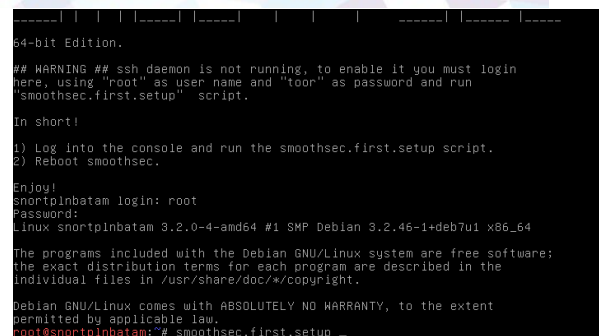 64-bit Edition.
## WARNING ## ssh daemon is not running, to enable it you must login
here, using "root" as user name and "toor" as password and run
"smoothsec.first.setup"  script.
In short!
1) Log into the console and run the smoothsec.first.setup script.
2) Reboot smoothsec.
Enjoy!
snortplnbatam login: root
Password:
Linux snortplnbatam 3.2.0-4-amd64 #1 SMP Debian 3.2.46-1+deb7u1 x86_64
The programs included with the Debian GNU/Linux system are free software;
the exact distribution terms for each program are described in the
individual files in /usr/share/doc/*/copyright.
Debian GNU/Linux comes with ABSOLUTELY NO WARRANTY, to the extent
permitted by applicable law.
root@snortplnbatam:~# smoothsec.first.setup _